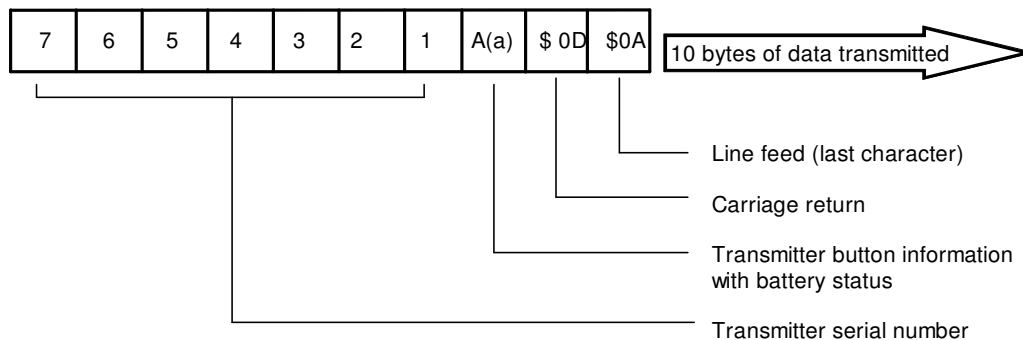 7 6 5 4 3 2 1 A(a) $ 0D $0A
10 bytes of data transmitted
Line feed (last character)
Carriage return
Transmitter button information
with battery status
Transmitter serial number